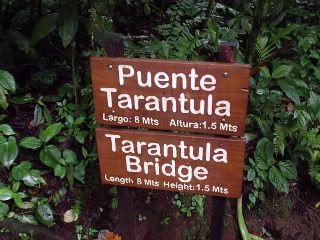 Puente
Tarantula
Largo: 8 Mts Altura: 1.5 Mts
Tarantula
Bridge
Length 8 Mts Height: 1.5 Mts